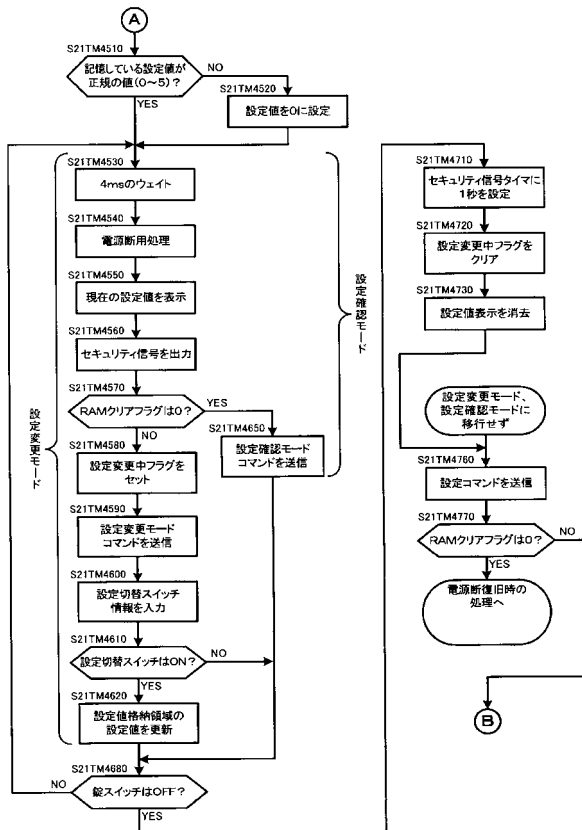 A
S21TM4510
記憶している設定値が
正規の値(0～5)？
NO
YES
S21TM4520
設定値を0に設定
S21TM4530
4msのウェイト
S21TM4540
電源断用処理
S21TM4550
現在の設定値を表示
S21TM4560
セキュリティ信号を出力
S21TM4570
RAMクリアフラグは0？
YES
NO
S21TM4650
設定確認モード
コマンドを送信
S21TM4580
設定変更中フラグを
セット
S21TM4590
設定変更モード
コマンドを送信
S21TM4600
設定切替スイッチ
情報を入力
S21TM4610
設定切替スイッチはON？
NO
YES
S21TM4620
設定値格納領域の
設定値を更新
S21TM4680
錠スイッチはOFF？
NO
YES
設定変更モード
設定確認モード
S21TM4710
セキュリティ信号タイマに
1秒を設定
S21TM4720
設定変更中フラグを
クリア
S21TM4730
設定値表示を消去
設定変更モード、
設定確認モードに
移行せず
S21TM4760
設定コマンドを送信
S21TM4770
RAMクリアフラグは0？
NO
YES
電源断復旧時の
処理へ
B